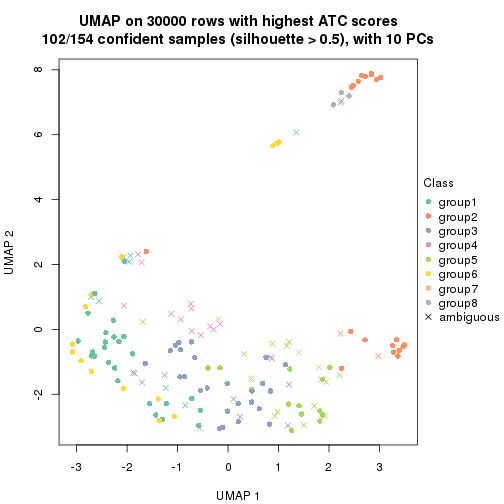 UMAP on 30000 rows with highest ATC scores
102/154 confident samples (silhouette > 0.5), with 10 PCs
8
6
4
2
0
-2
UMAP 2
-3 -2 -1 0 1 2 3
UMAP 1
Class
group1
group2
group3
group4
group5
group6
group7
group8
ambiguous